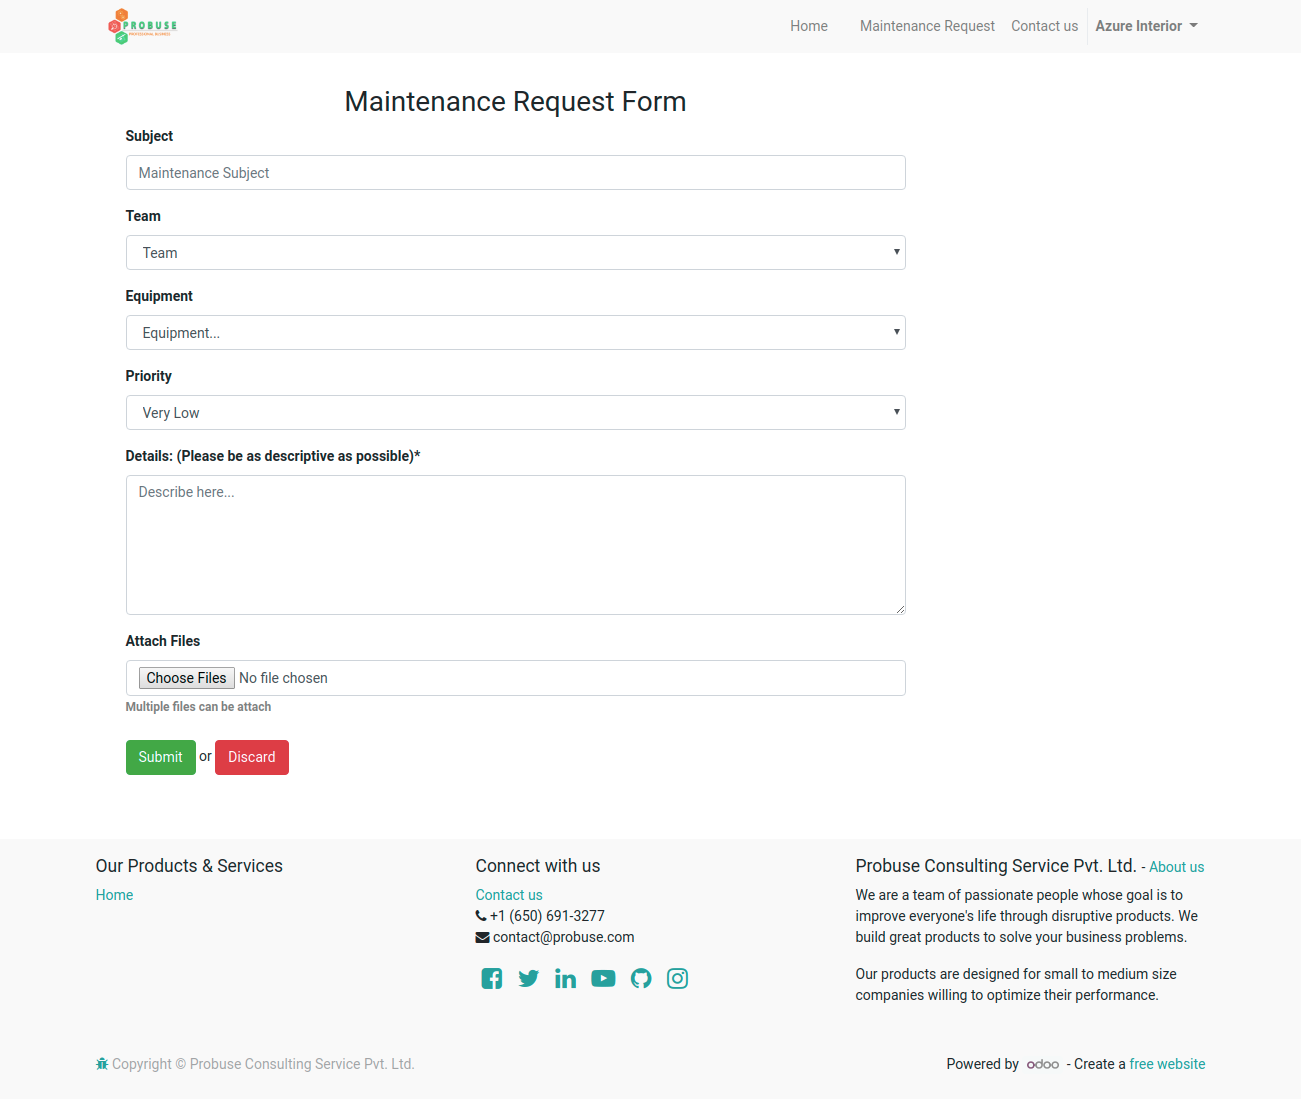 PROBUSE
Home Maintenance Request Contact us Azure Interior
Maintenance Request Form
Subject
Maintenance Subject
Team
Team
Equipment
Equipment...
Priority
Very Low
Details: (Please be as descriptive as possible)*
Describe here...
Attach Files
Choose Files No file chosen
Multiple files can be attach
Submit or Discard
Our Products & Services
Home
Connect with us
Contact us
+1 (650) 691-3277
contact@probuse.com
Probuse Consulting Service Pvt. Ltd. - About us
We are a team of passionate people whose goal is to
improve everyone's life through disruptive products. We
build great products to solve your business problems.
Our products are designed for small to medium size
companies willing to optimize their performance.
Copyright © Probuse Consulting Service Pvt. Ltd.
Powered by odoo - Create a free website